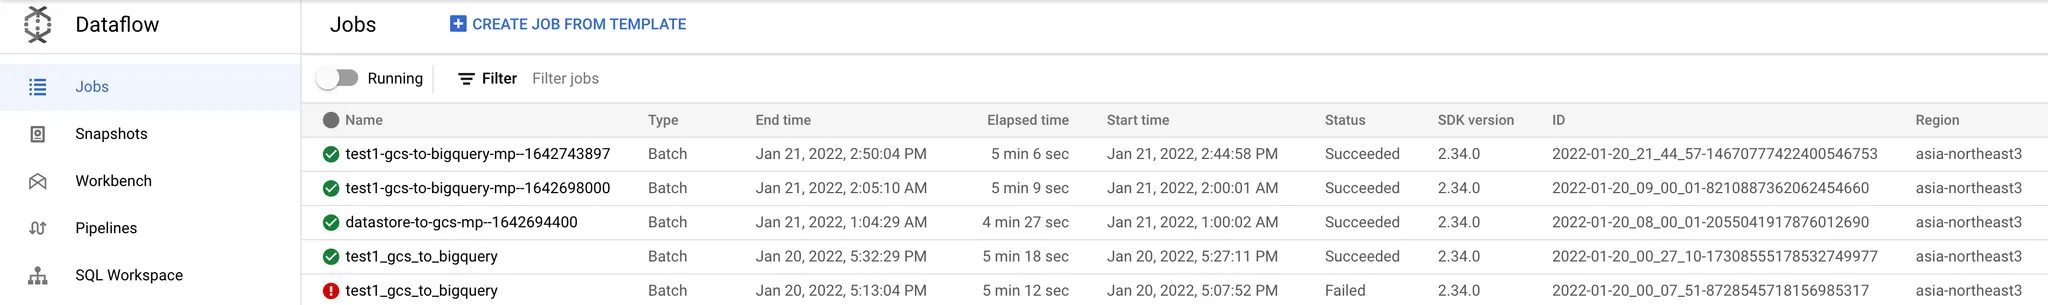 Dataflow
Jobs
CREATE JOB FROM TEMPLATE
Jobs
Snapshots
Workbench
Pipelines
SQL Workspace
Running
Filter
Filter jobs
Name Type End time Elapsed time Start time Status SDK version ID Region
test1-gcs-to-bigquery-mp--1642743897 Batch Jan 21, 2022, 2:50:04 PM 5 min 6 sec Jan 21, 2022, 2:44:58 PM Succeeded 2.34.0 2022-01-20_21_44_57-14670777422400546753 asia-northeast3
test1-gcs-to-bigquery-mp--1642698000 Batch Jan 21, 2022, 2:05:10 AM 5 min 9 sec Jan 21, 2022, 2:00:01 AM Succeeded 2.34.0 2022-01-20_09_00_01-8210887362062454660 asia-northeast3
datastore-to-gcs-mp--1642694400 Batch Jan 21, 2022, 1:04:29 AM 4 min 27 sec Jan 21, 2022, 1:00:02 AM Succeeded 2.34.0 2022-01-20_08_00_01-2055041917876012690 asia-northeast3
test1_gcs_to_bigquery Batch Jan 20, 2022, 5:32:29 PM 5 min 18 sec Jan 20, 2022, 5:27:11 PM Succeeded 2.34.0 2022-01-20_00_27_10-17308555178532749977 asia-northeast3
test1_gcs_to_bigquery Batch Jan 20, 2022, 5:13:04 PM 5 min 12 sec Jan 20, 2022, 5:07:52 PM Failed 2.34.0 2022-01-20_00_07_51-8728545718156985317 asia-northeast3